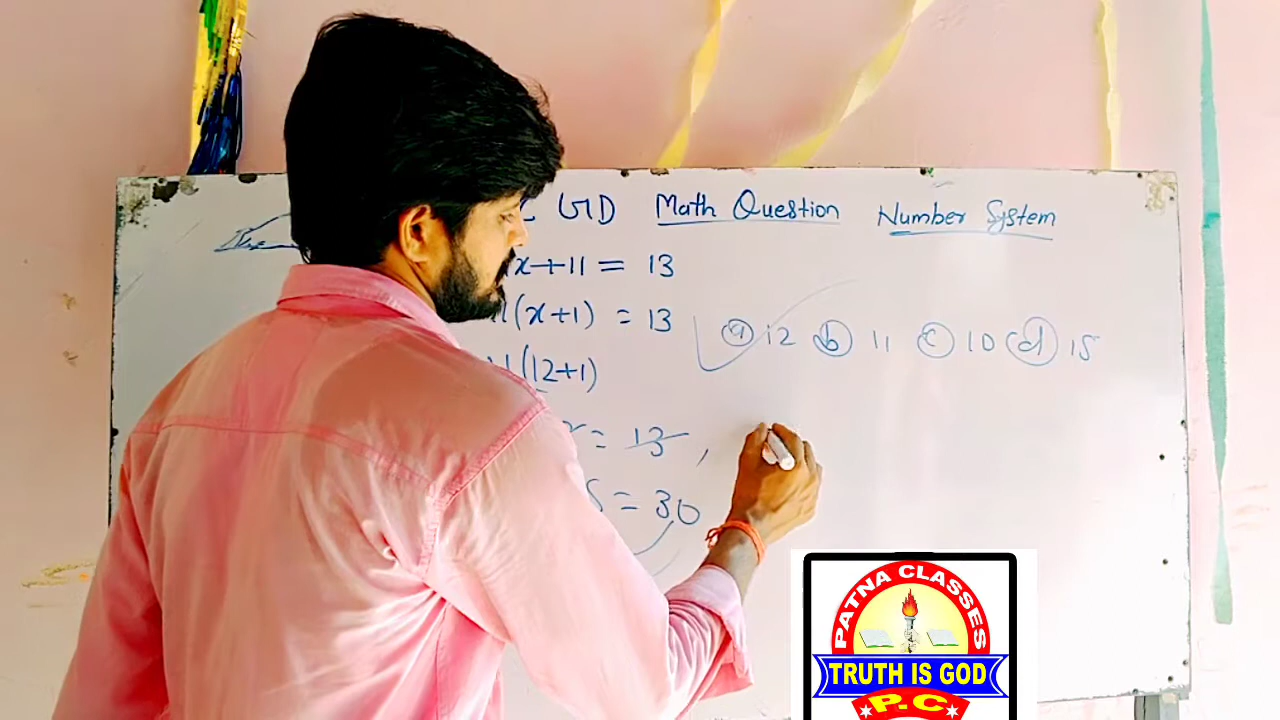 GD Math Question Number System
x+11 = 13
(x+1) = 13
(a) 12 (b) 11 (c) 10 (d) 15
(12+1)
= 13 ,
= 30
PATNA CLASSES
TRUTH IS GOD
P.C